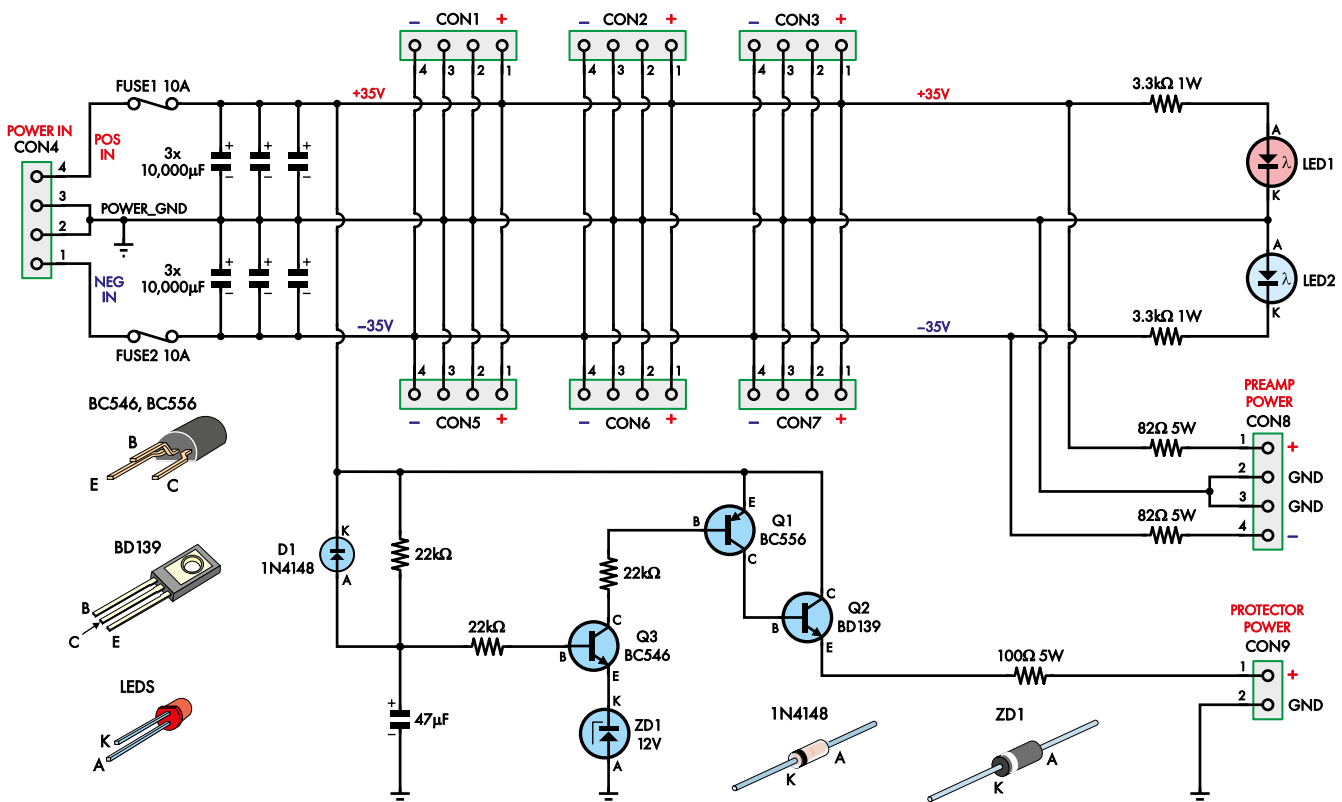 – CON1 +
– CON2 +
– CON3 +
4 3 2 1
4 3 2 1
4 3 2 1
FUSE1 10A
+35V
+35V
3.3kΩ 1W
POWER IN
CON4
POS
IN
4
3
2
1
3x
10,000µF
+ + +
– – –
POWER_GND
A
λ
LED1
K
NEG
IN
3x
10,000µF
+ + +
– – –
A
λ
LED2
K
–35V
–35V
3.3kΩ 1W
FUSE2 10A
4 3 2 1
4 3 2 1
4 3 2 1
– CON5 +
– CON6 +
– CON7 +
PREAMP
POWER
CON8
82Ω 5W
1 +
2 GND
3 GND
82Ω 5W
4 –
BC546, BC556
B
E
C
BD139
B
C
E
LEDS
K
A
K
D1
1N4148
A
22kΩ
22kΩ
+
47µF
–
22kΩ
B
C
Q3
BC546
E
K
ZD1
12V
A
B
E
Q1
BC556
C
B
C
Q2
BD139
E
100Ω 5W
PROTECTOR
POWER
CON9
1 +
2 GND
1N4148
K
A
ZD1
K
A